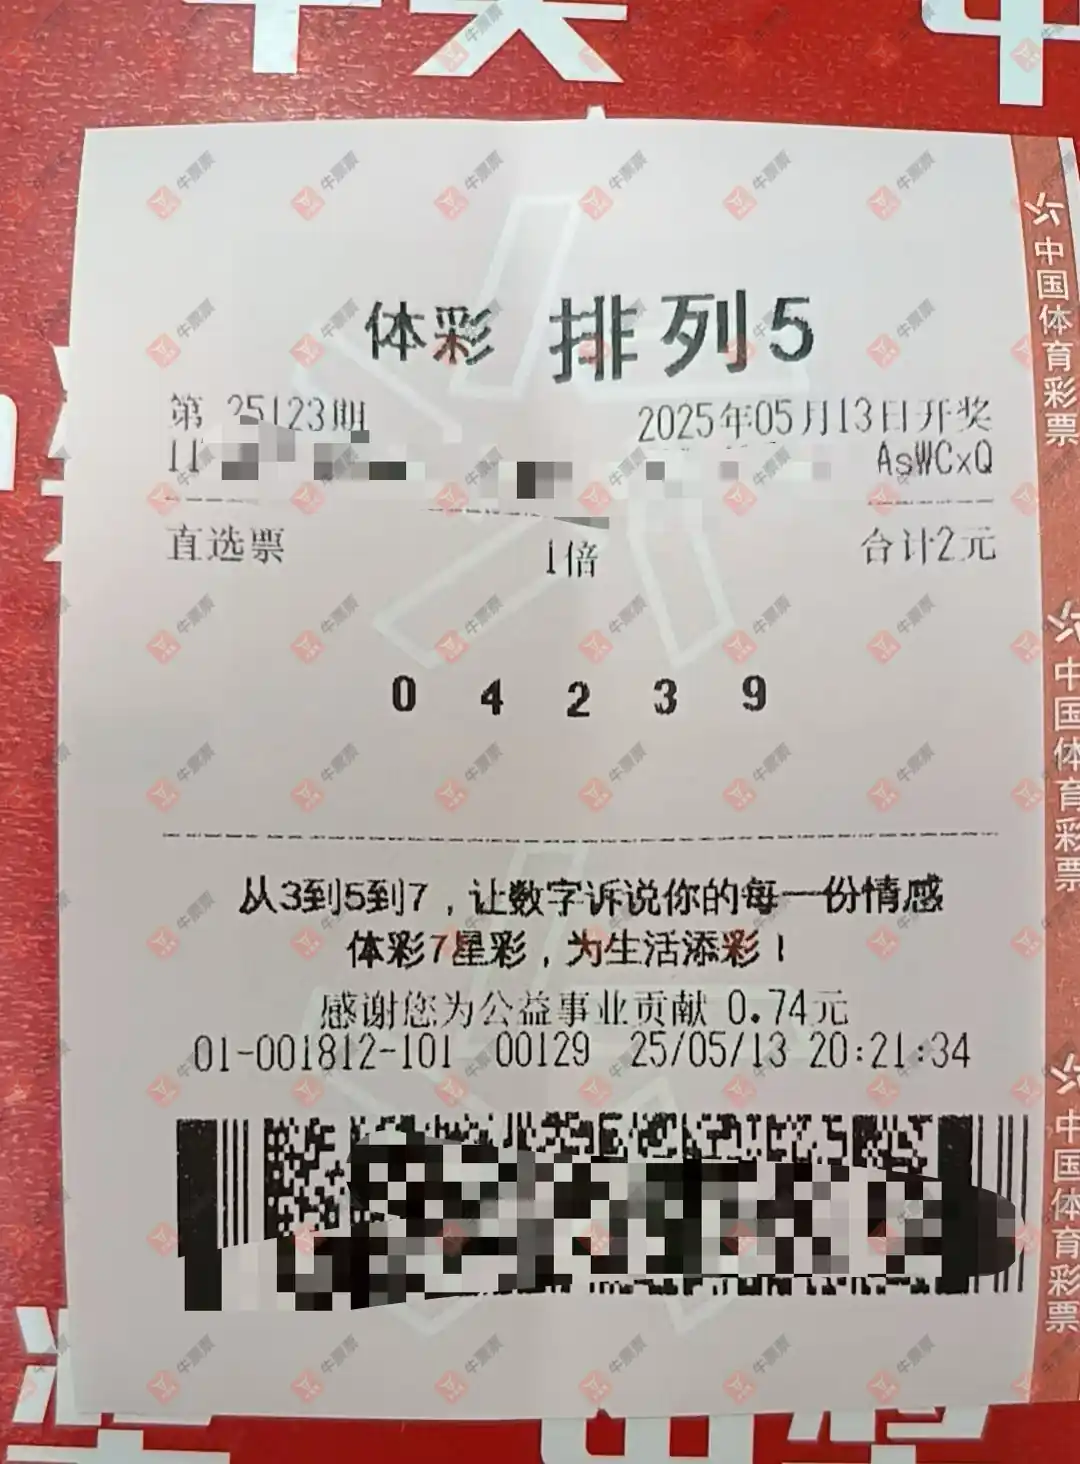 体彩 排列5
第 25123期 2025年05月13日开奖
11 AsWCxQ
直选票 1倍 合计2元
0 4 2 3 9
从3到5到7，让数字诉说你的每一份情感
体彩7星彩，为生活添彩！
感谢您为公益事业贡献 0.74元
01-001812-101 00129 25/05/13 20:21:34
中国体育彩票
中国体育彩票
中国体育彩票
牛票票